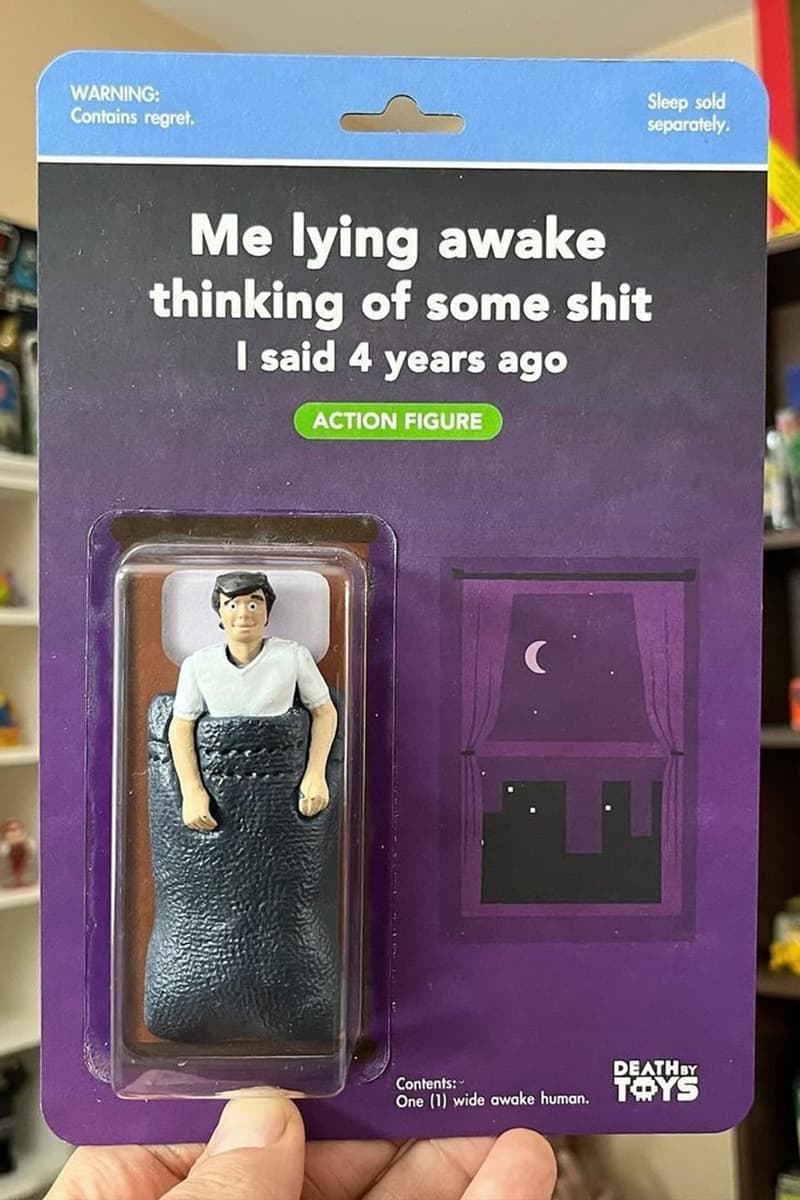 WARNING:
Contains regret.
Sleep sold
separately.
Me lying awake
thinking of some shit
I said 4 years ago
ACTION FIGURE
Contents:
One (1) wide awake human.
DEATH BY
TOYS